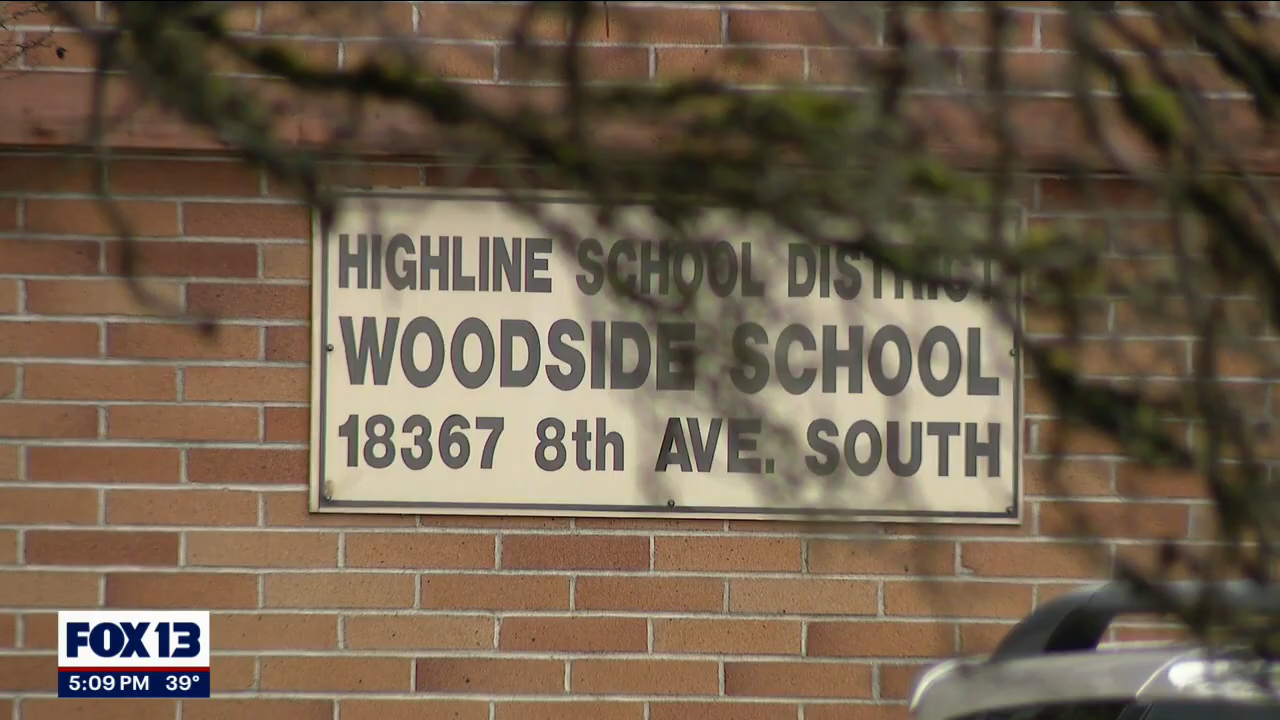 HIGHLINE SCHOOL DISTRICT
WOODSIDE SCHOOL
18367 8th AVE. SOUTH
FOX 13
5:09 PM 39°